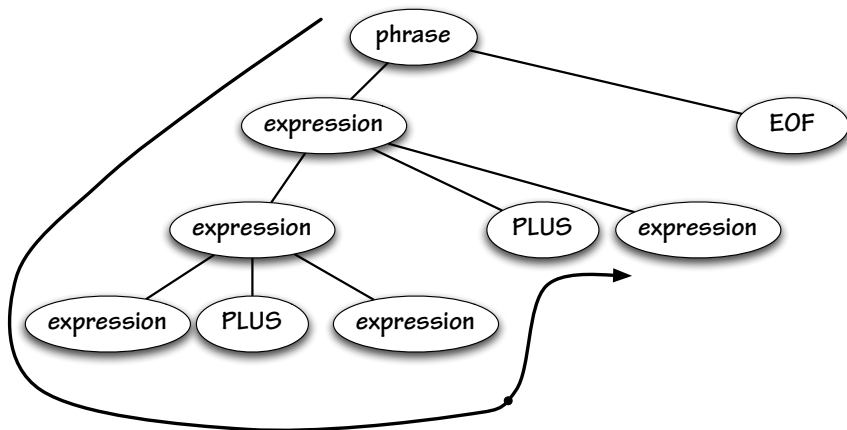 phrase
expression
EOF
expression
PLUS
expression
expression
PLUS
expression